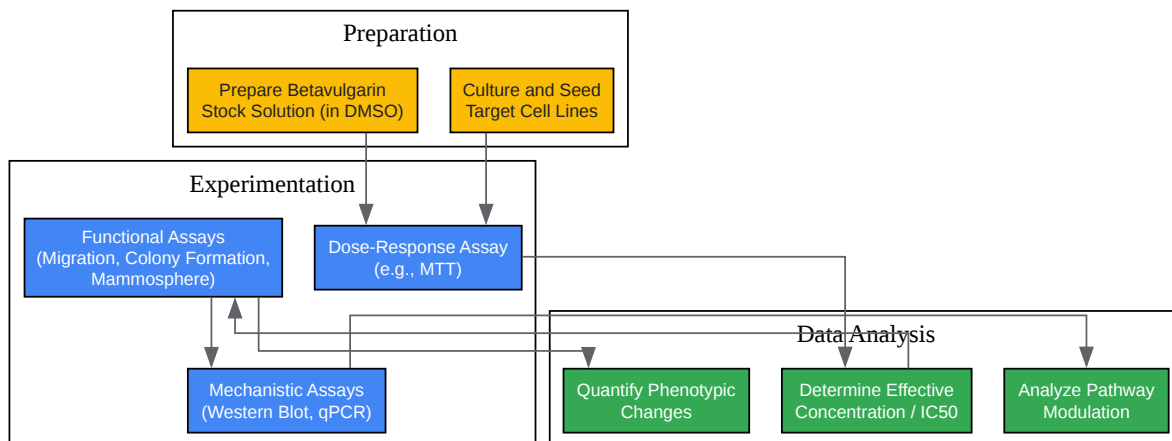 Preparation
Prepare Betavulgarin
Stock Solution (in DMSO)
Culture and Seed
Target Cell Lines
Experimentation
Functional Assays
(Migration, Colony Formation,
Mammosphere)
Dose-Response Assay
(e.g., MTT)
Mechanistic Assays
(Western Blot, qPCR)
Data Analysis
Quantify Phenotypic
Changes
Determine Effective
Concentration / IC50
Analyze Pathway
Modulation